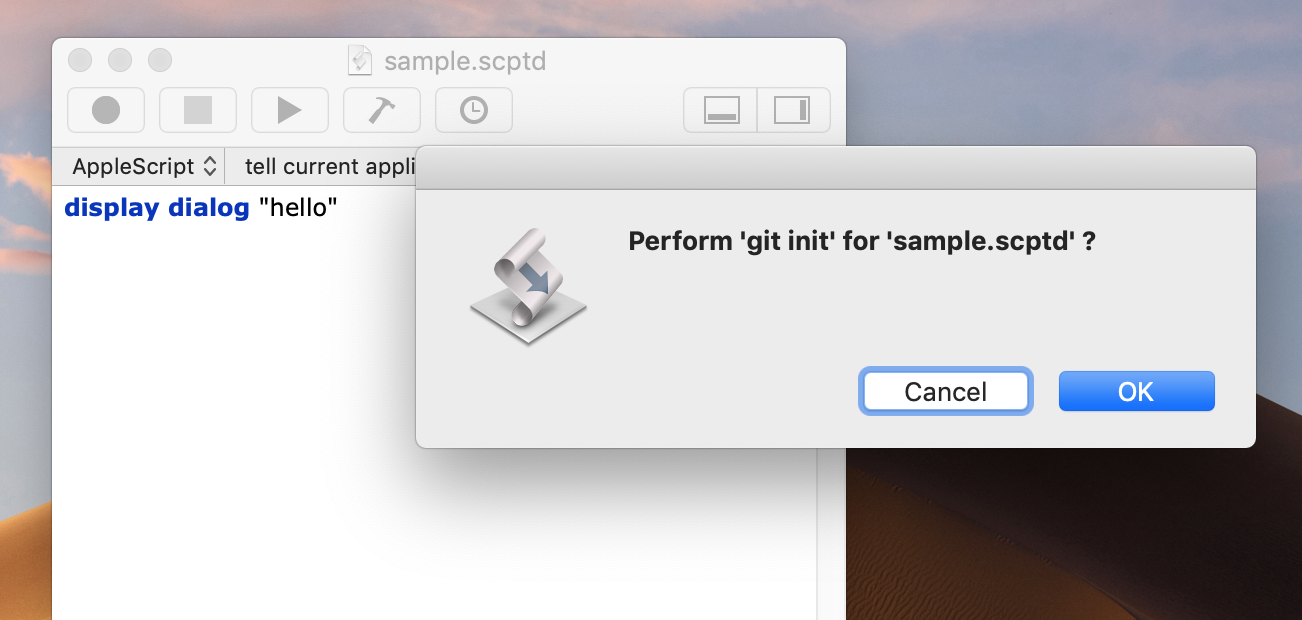 sample.scptd
AppleScript tell current appli
display dialog "hello"
Perform 'git init' for 'sample.scptd' ?
Cancel OK